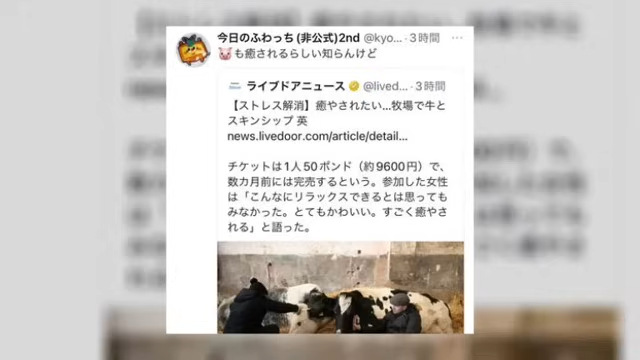 今日のふわっち(非公式)2nd @kyo... ·3時間 ...
🐷も癒されるらしい知らんけど
ライブドアニュース @lived... ·3時間
【ストレス解消】癒やされたい...牧場で牛と
スキンシップ 英
news.livedoor.com/article/detail...
チケットは1人50ポンド（約9600円）で、
数カ月前には完売するという。参加した女性
は「こんなにリラックスできるとは思っても
みなかった。とてもかわいい。すごく癒やさ
れる」と語った。